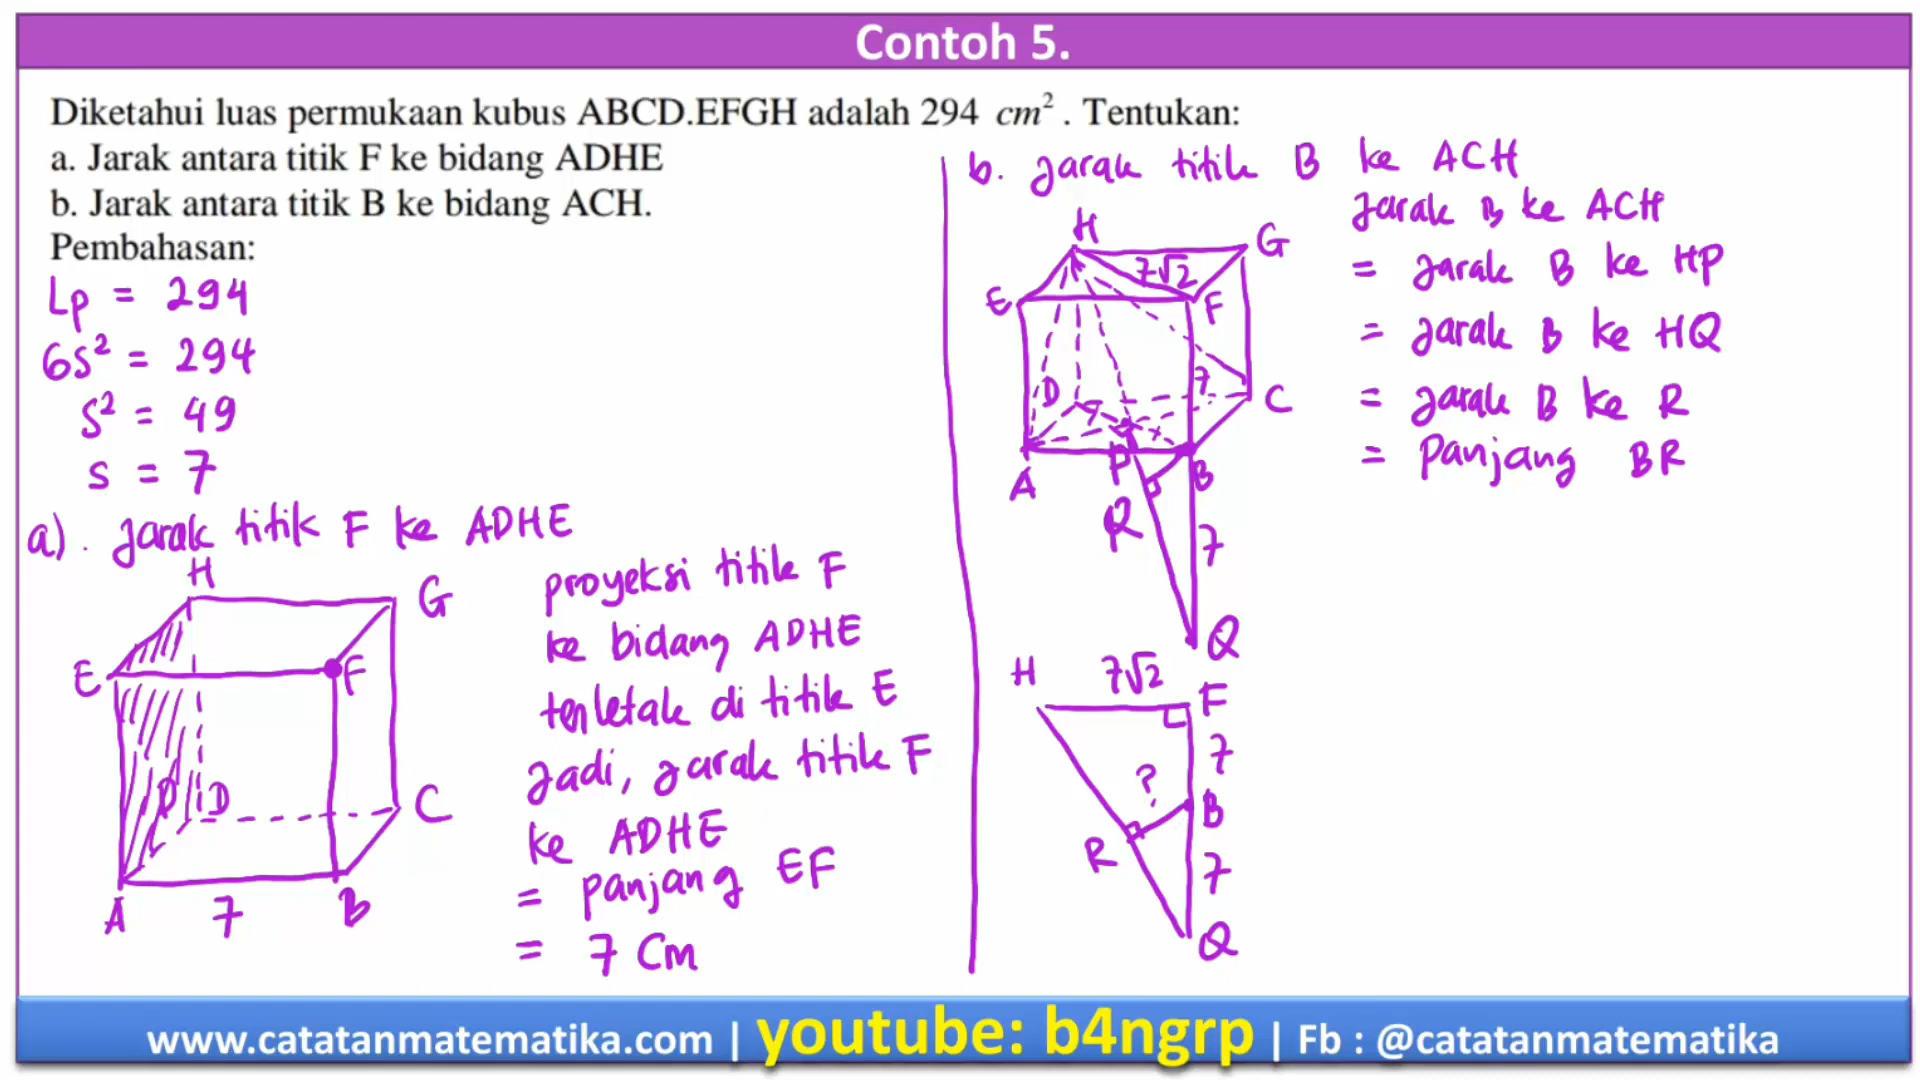 Contoh 5.
Diketahui luas permukaan kubus ABCD.EFGH adalah 294 cm². Tentukan:
a. Jarak antara titik F ke bidang ADHE
b. Jarak antara titik B ke bidang ACH.
Pembahasan:
Lp = 294
6s² = 294
s² = 49
s = 7
a). Jarak titik F ke ADHE
H
G
E
F
D
D
C
A
7
B
proyeksi titik F
ke bidang ADHE
terletak di titik E
Jadi, jarak titik F
ke ADHE
= panjang EF
= 7 cm
b. Jarak titik B ke ACH
H
G
7√2
E
F
D
7
C
A
P
B
R
7
Q
H
7√2
F
7
?
B
R
7
Q
Jarak B ke ACH
= Jarak B ke HP
= Jarak B ke HQ
= Jarak B ke R
= Panjang BR
www.catatanmatematika.com | youtube: b4ngrp | Fb : @catatanmatematika